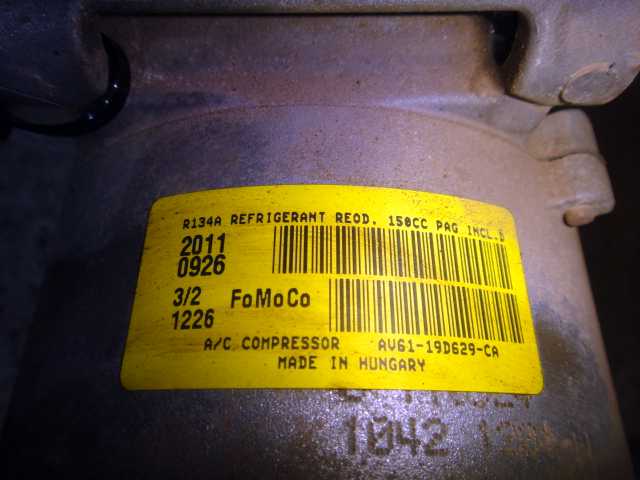 R134A REFRIGERANT REQD. 150CC PAG INCL.D
2011
0926
3/2 FoMoCo
1226
A/C COMPRESSOR AV61-19D629-CA
MADE IN HUNGARY
1042